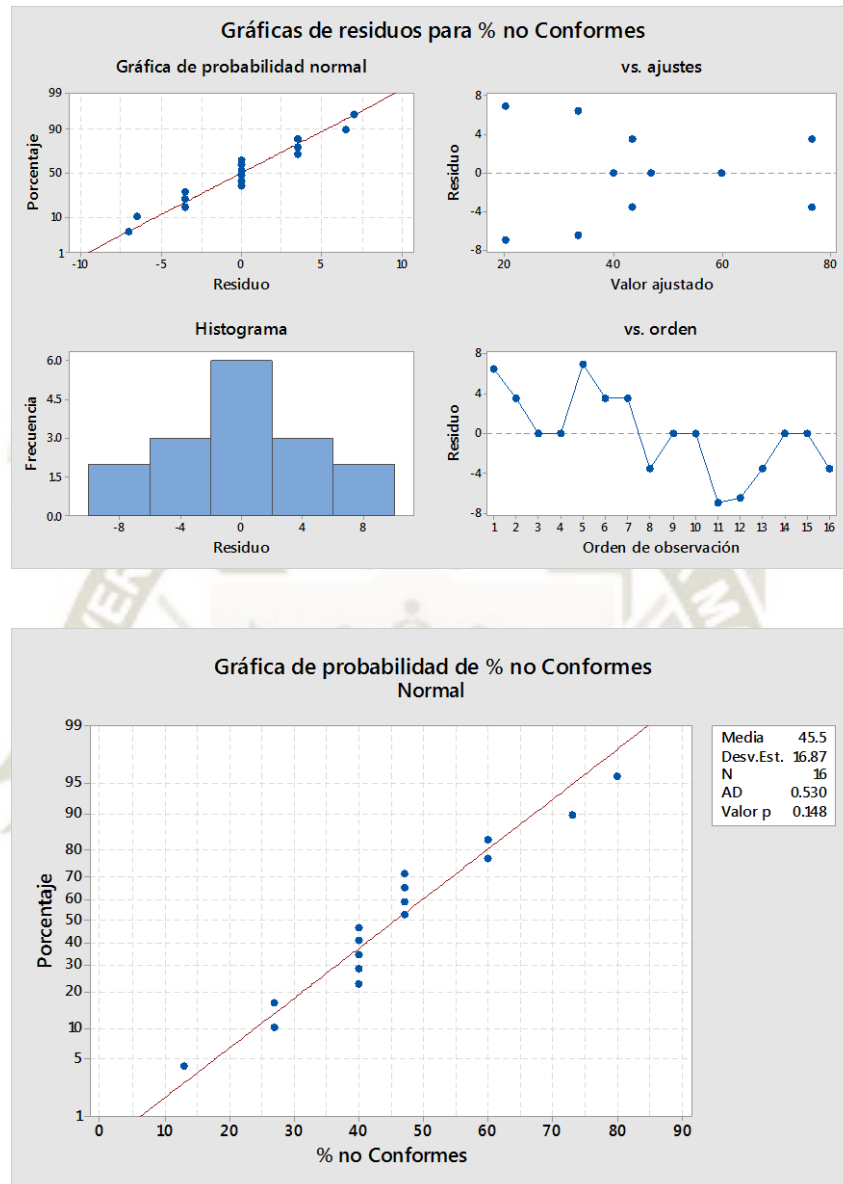 Gráficas de residuos para % no Conformes
Gráfica de probabilidad normal
99
90
50
10
1
Porcentaje
-10 -5 0 5 10
Residuo
vs. ajustes
8
4
0
-4
-8
Residuo
20 40 60 80
Valor ajustado
Histograma
6.0
4.5
3.0
1.5
0.0
Frecuencia
-8 -4 0 4 8
Residuo
vs. orden
8
4
0
-4
-8
Residuo
1 2 3 4 5 6 7 8 9 10 11 12 13 14 15 16
Orden de observación
Gráfica de probabilidad de % no Conformes
Normal
99
95
90
80
70
60
50
40
30
20
10
5
1
Porcentaje
0 10 20 30 40 50 60 70 80 90
% no Conformes
Media 45.5
Desv.Est. 16.87
N 16
AD 0.530
Valor p 0.148